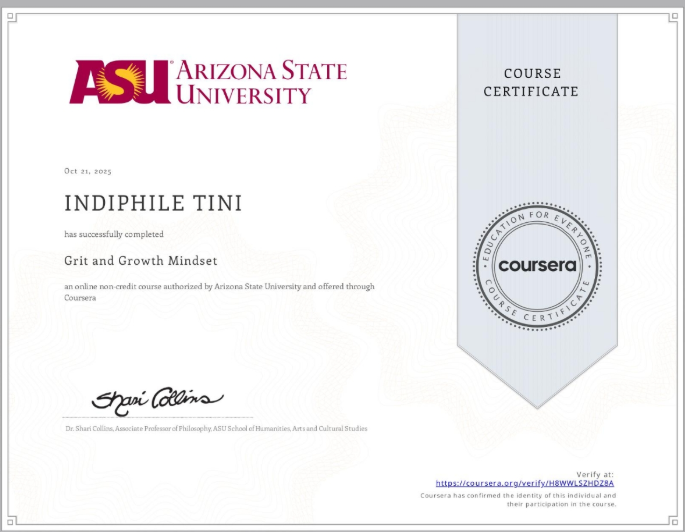 ASU ARIZONA STATE
UNIVERSITY
COURSE
CERTIFICATE
Oct 21, 2025
INDIPHILE TINI
has successfully completed
Grit and Growth Mindset
an online non-credit course authorized by Arizona State University and offered through
Coursera
EDUCATION FOR EVERYONE
coursera
COURSE CERTIFICATE
Shari Collins
Dr. Shari Collins, Associate Professor of Philosophy, ASU School of Humanities, Arts and Cultural Studies
Verify at:
https://coursera.org/verify/H8WWLSZHDZ8A
Coursera has confirmed the identity of this individual and
their participation in the course.